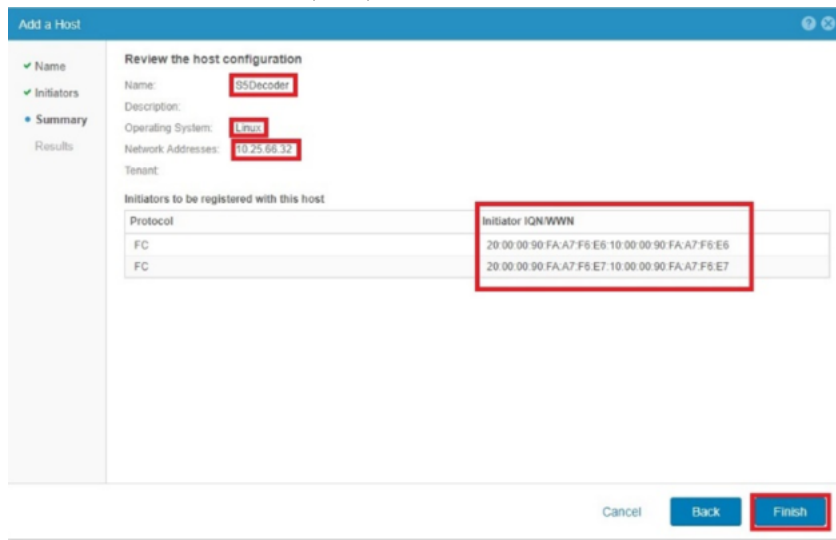 Add a Host
Name
Initiators
Summary
Results
Review the host configuration
Name: S5Decoder
Description:
Operating System: Linux
Network Addresses: 10.25.66.32
Tenant:
Initiators to be registered with this host
Protocol Initiator IQN/WWN
FC 20:00:00:90:FA:A7:F6:E6:10:00:00:90:FA:A7:F6:E6
FC 20:00:00:90:FA:A7:F6:E7:10:00:00:90:FA:A7:F6:E7
Cancel Back Finish